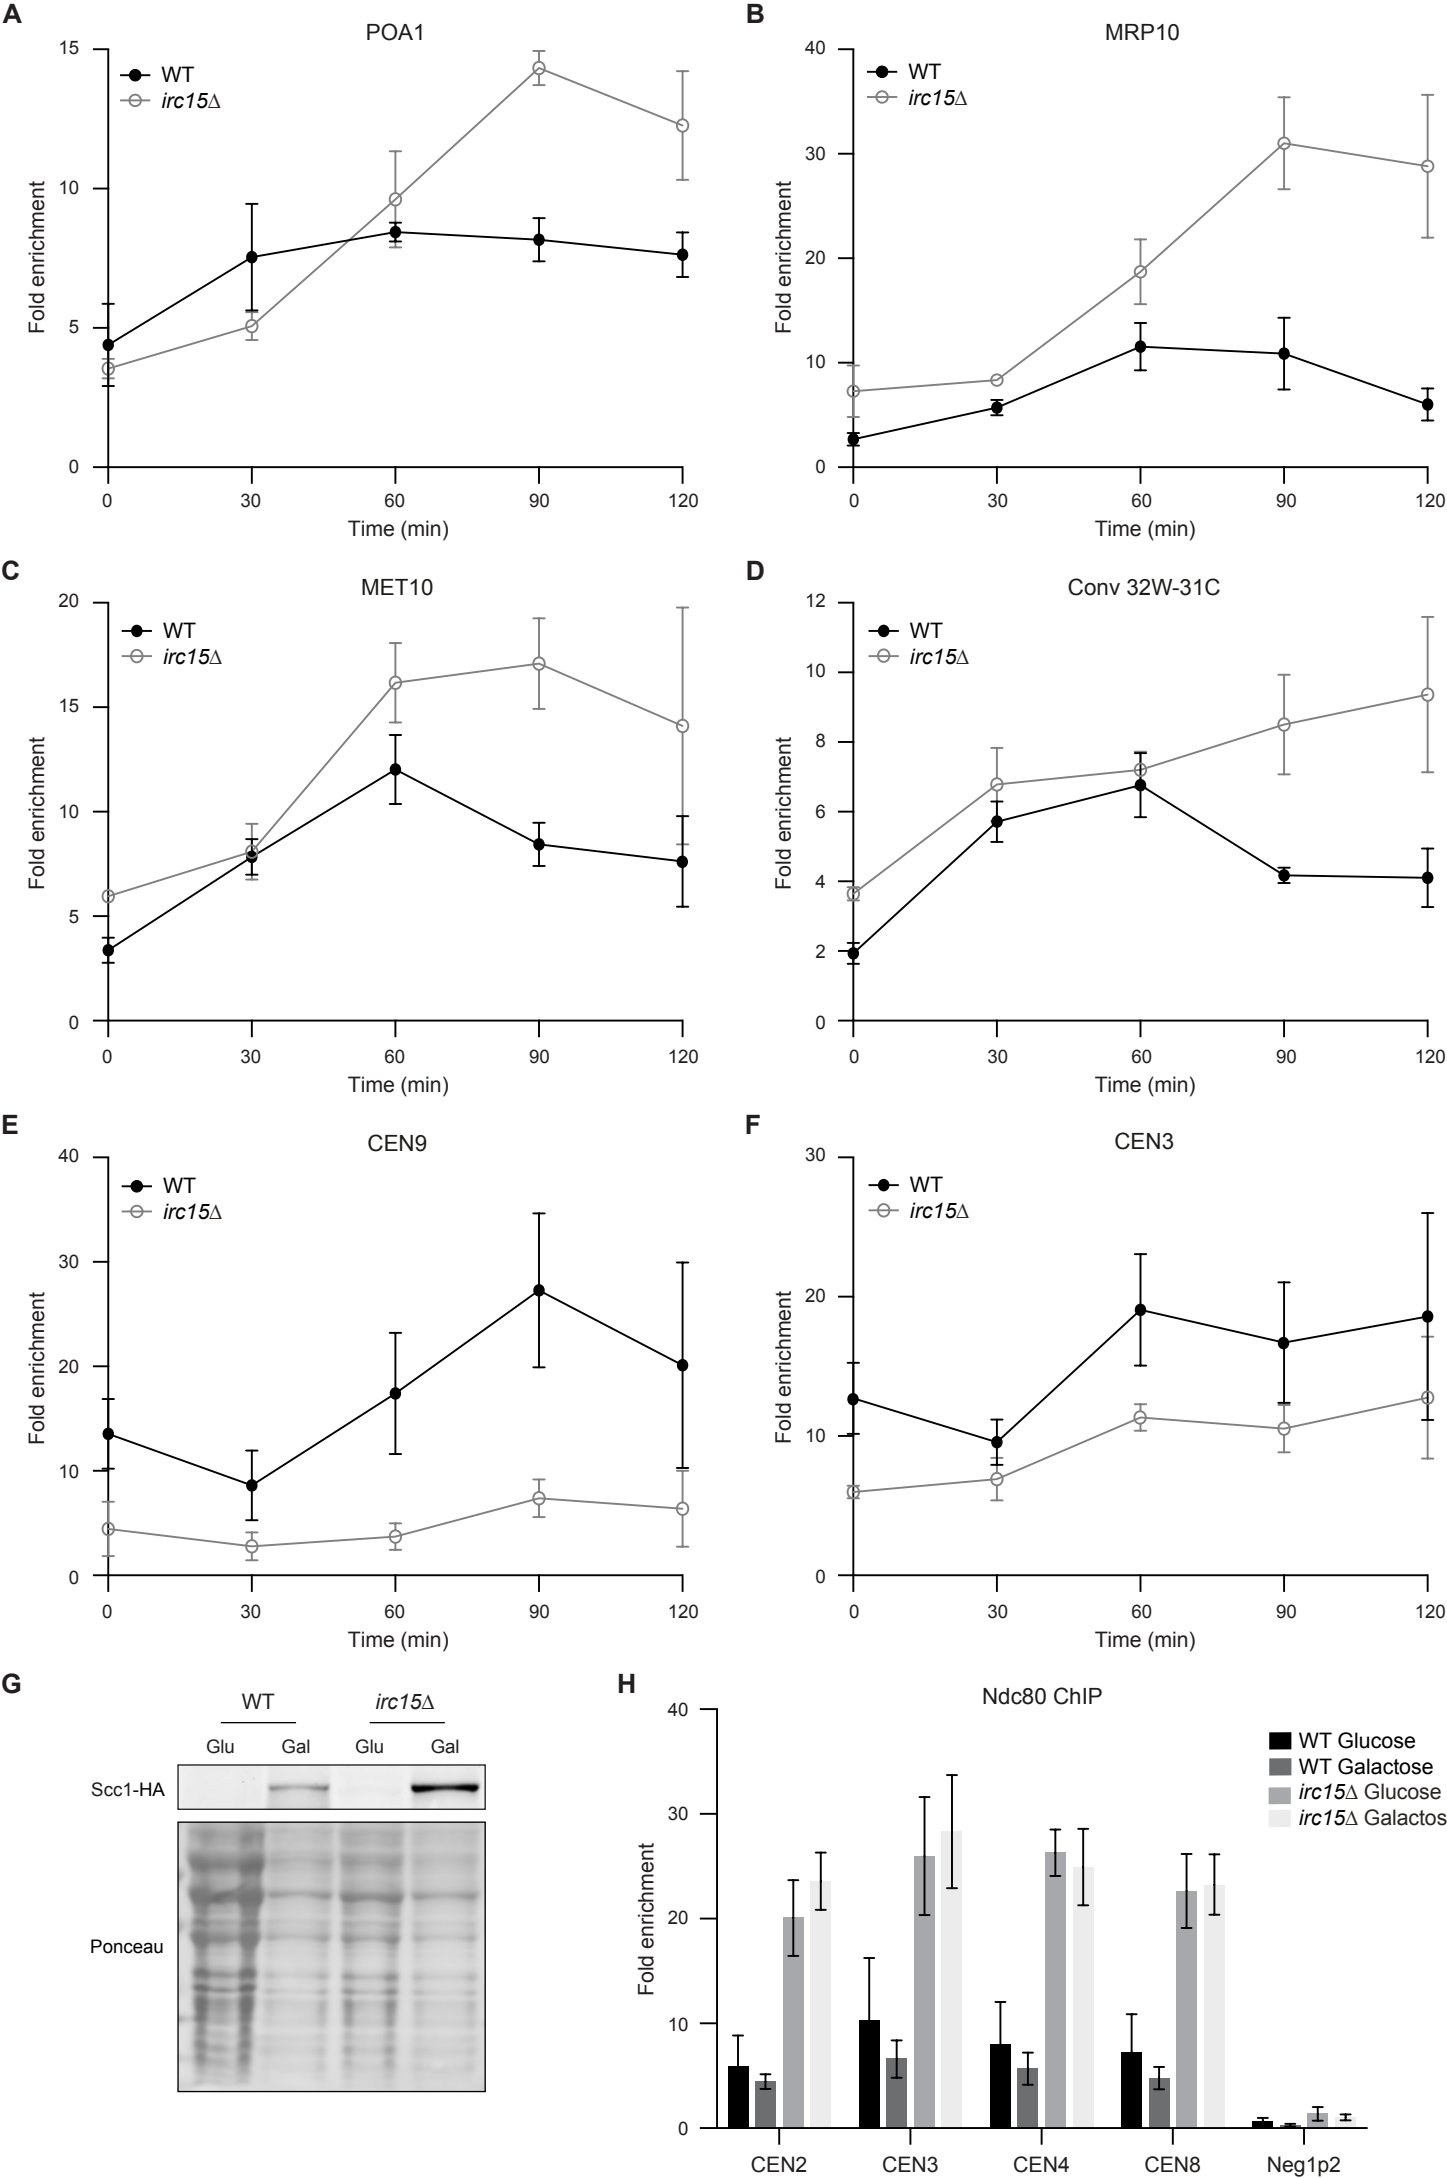 A
POA1
WT
irc15Δ
15
10
5
0
Fold enrichment
0 30 60 90 120
Time (min)
B
MRP10
WT
irc15Δ
40
30
20
10
0
Fold enrichment
0 30 60 90 120
Time (min)
C
MET10
WT
irc15Δ
20
15
10
5
0
Fold enrichment
0 30 60 90 120
Time (min)
D
Conv 32W-31C
WT
irc15Δ
12
10
8
6
4
2
0
Fold enrichment
0 30 60 90 120
Time (min)
E
CEN9
WT
irc15Δ
40
30
20
10
0
Fold enrichment
0 30 60 90 120
Time (min)
F
CEN3
WT
irc15Δ
30
20
10
0
Fold enrichment
0 30 60 90 120
Time (min)
G
WT irc15Δ
Glu Gal Glu Gal
Scc1-HA
Ponceau
H
Ndc80 ChIP
WT Glucose
WT Galactose
irc15Δ Glucose
irc15Δ Galactos
40
30
20
10
0
Fold enrichment
CEN2 CEN3 CEN4 CEN8 Neg1p2